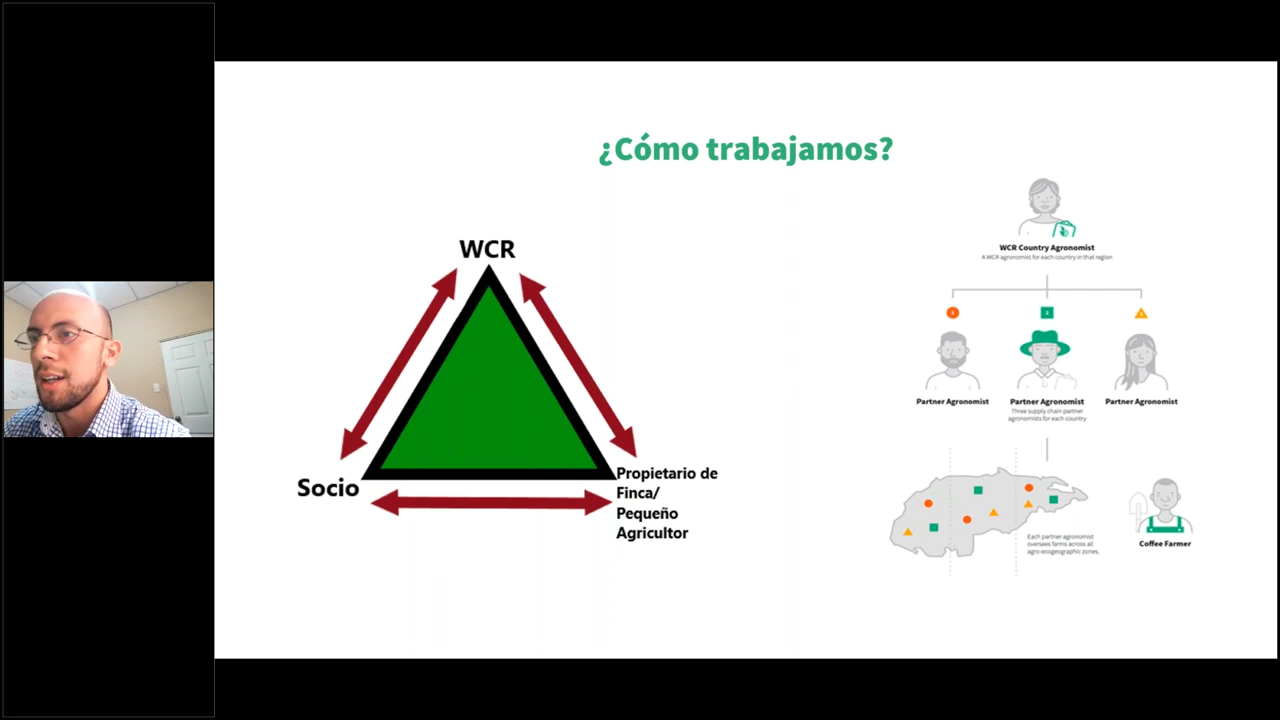 ¿Cómo trabajamos?
WCR
Socio
Propietario de
Finca/
Pequeño
Agricultor
WCR Country Agronomist
A WCR agronomist for each country in that region
Partner Agronomist
Partner Agronomist
Three supply chain partner
agronomists for each country
Partner Agronomist
Each partner agronomist
oversees farms across all
agro-ecogeographic zones.
Coffee Farmer